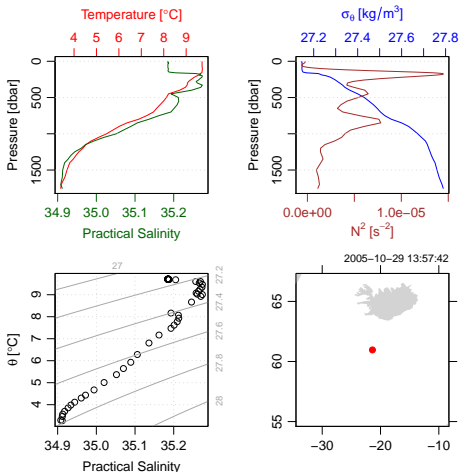 Temperature [°C]
4 5 6 7 8 9
0
500
1500
Pressure [dbar]
34.9 35.0 35.1 35.2
Practical Salinity
σθ [kg/m³]
27.2 27.4 27.6 27.8
0
500
1500
Pressure [dbar]
0.0e+00 1.0e-05
N² [s⁻²]
27
27.2
27.4
27.6
27.8
28
4 5 6 7 8 9
θ [°C]
34.9 35.0 35.1 35.2
Practical Salinity
2005-10-29 13:57:42
55 60 65
-30 -20 -10